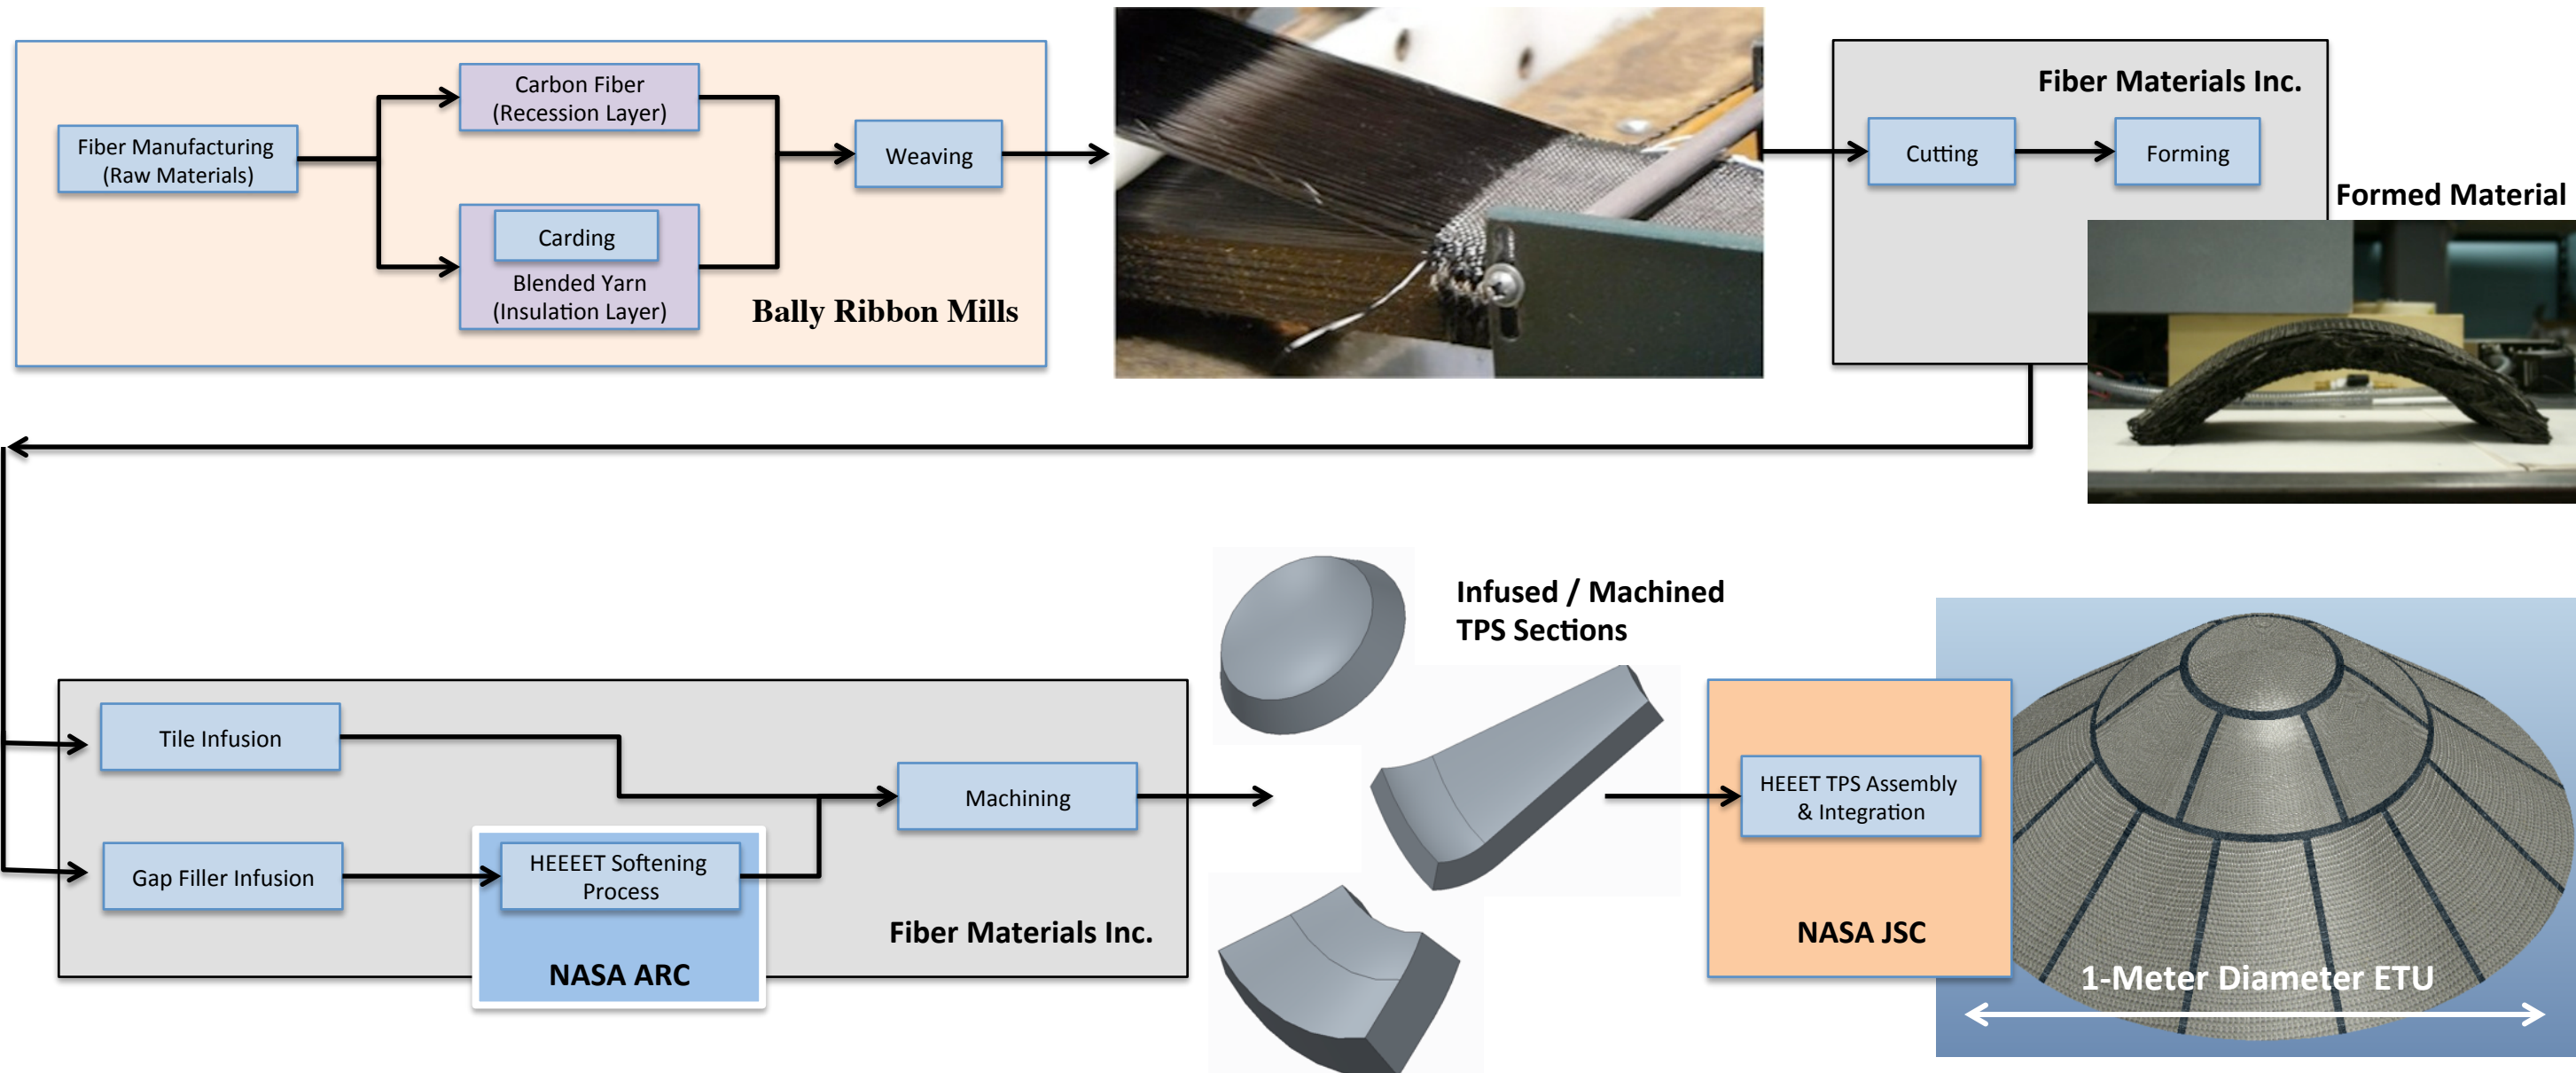 Fiber Manufacturing
(Raw Materials)
Carbon Fiber
(Recession Layer)
Carding
Blended Yarn
(Insulation Layer)
Weaving
Bally Ribbon Mills
Fiber Materials Inc.
Cutting
Forming
Formed Material
Tile Infusion
Gap Filler Infusion
HEEEET Softening
Process
NASA ARC
Machining
Fiber Materials Inc.
Infused / Machined
TPS Sections
HEEET TPS Assembly
& Integration
NASA JSC
1-Meter Diameter ETU